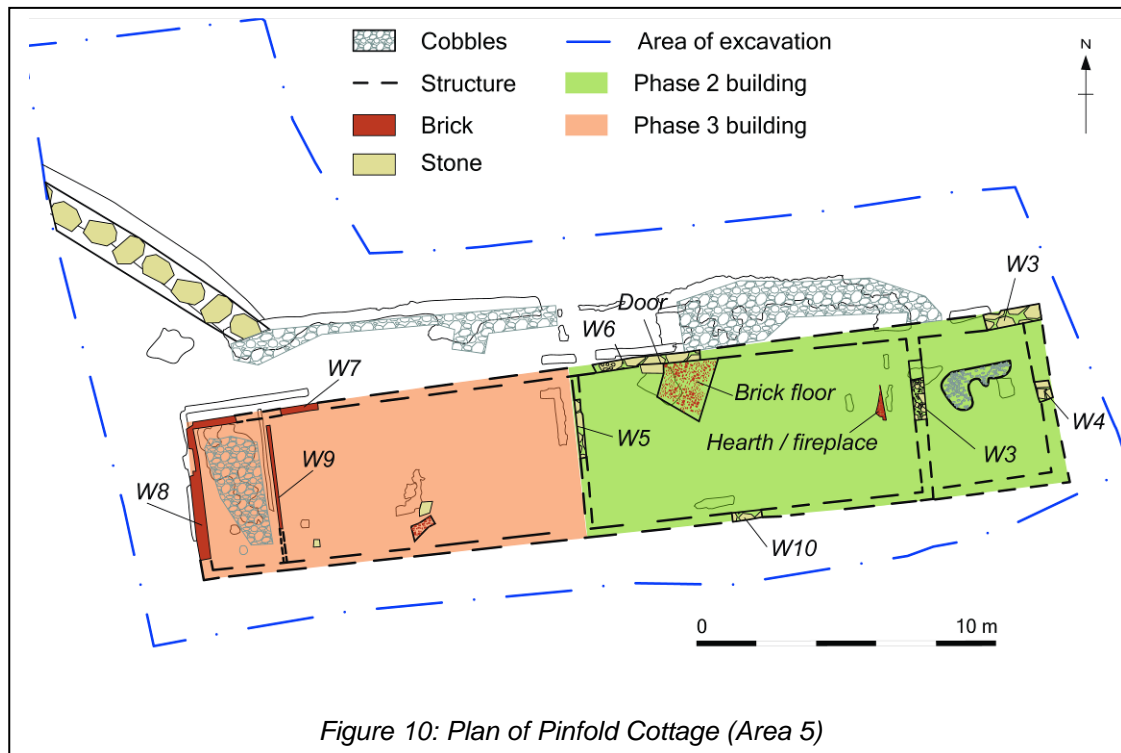 Cobbles
Area of excavation
N
Structure
Phase 2 building
Brick
Phase 3 building
Stone
W3
Door
W6
W7
Brick floor
W4
W5
Hearth / fireplace
W3
W9
W8
W10
0 10 m
Figure 10: Plan of Pinfold Cottage (Area 5)